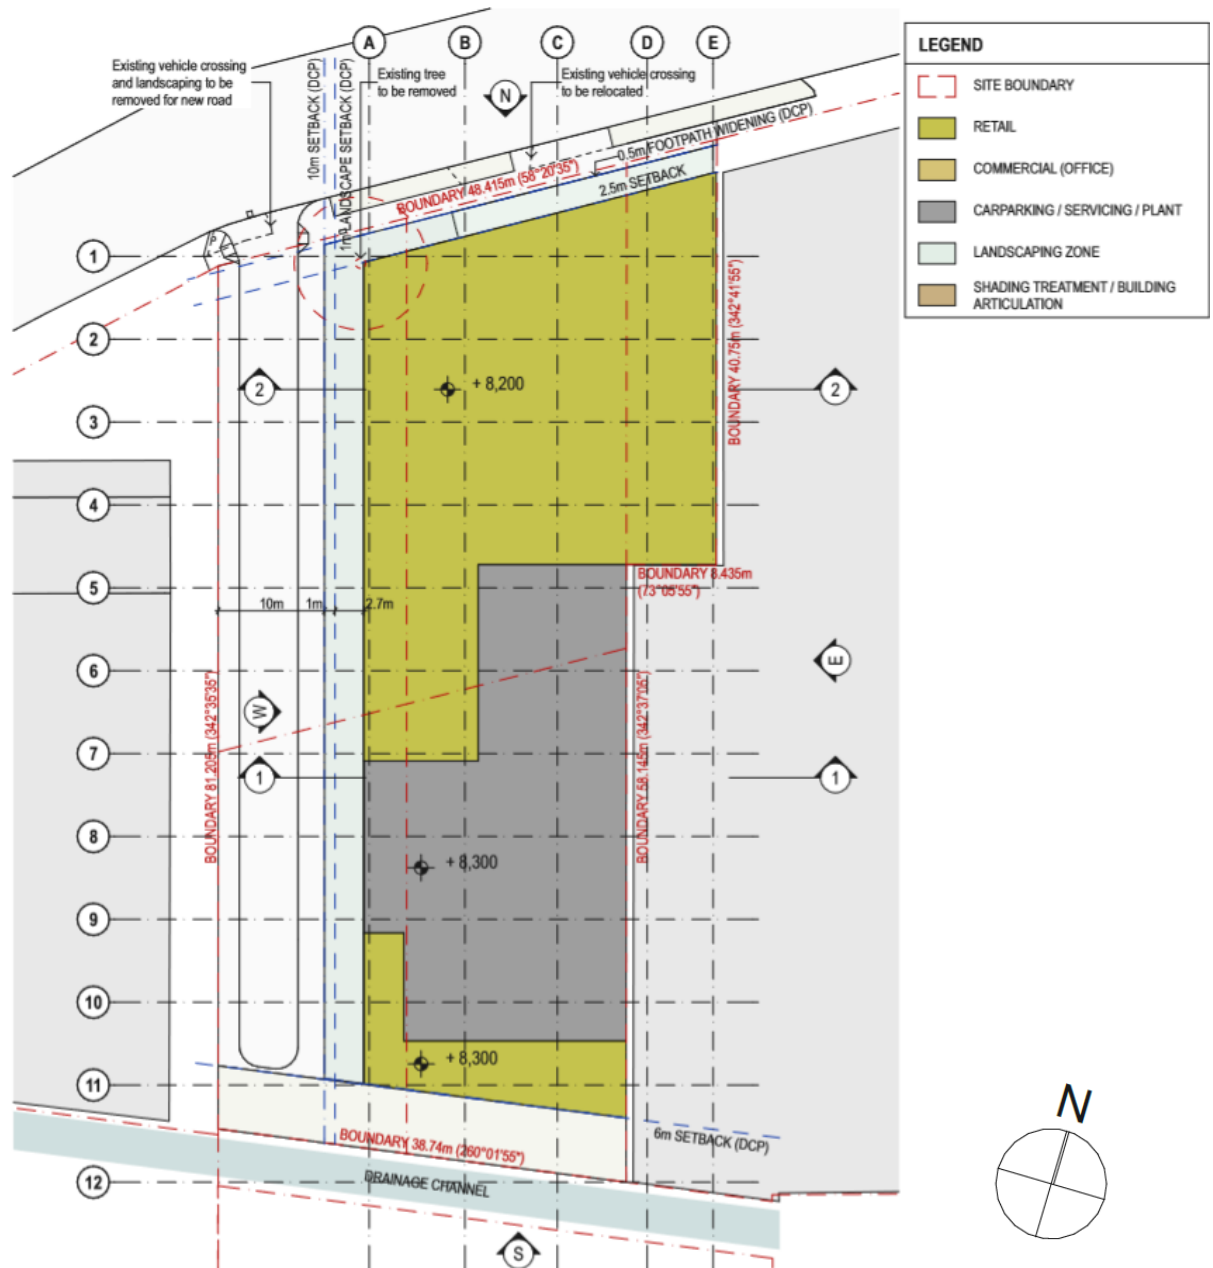 A
B
C
D
E
Existing vehicle crossing
and landscaping to be
removed for new road
10m SETBACK (DCP)
1m LANDSCAPE SETBACK (DCP)
Existing tree
to be removed
N
Existing vehicle crossing
to be relocated
0.5m FOOTPATH WIDENING (DCP)
BOUNDARY 48.415m (58°20'35")
2.5m SETBACK
LEGEND
SITE BOUNDARY
RETAIL
COMMERCIAL (OFFICE)
CARPARKING / SERVICING / PLANT
LANDSCAPING ZONE
SHADING TREATMENT / BUILDING
ARTICULATION
P
1
2
3
4
5
6
7
8
9
10
11
12
2
+ 8,200
2
BOUNDARY 40.75m (342°41'55")
BOUNDARY 8.435m
(73°05'55")
10m
1m
2.7m
E
W
BOUNDARY 81.205m (342°35'35")
BOUNDARY 58.145m (342°37'05")
1
1
+ 8,300
+ 8,300
6m SETBACK (DCP)
BOUNDARY 38.74m (260°01'55")
DRAINAGE CHANNEL
S
N